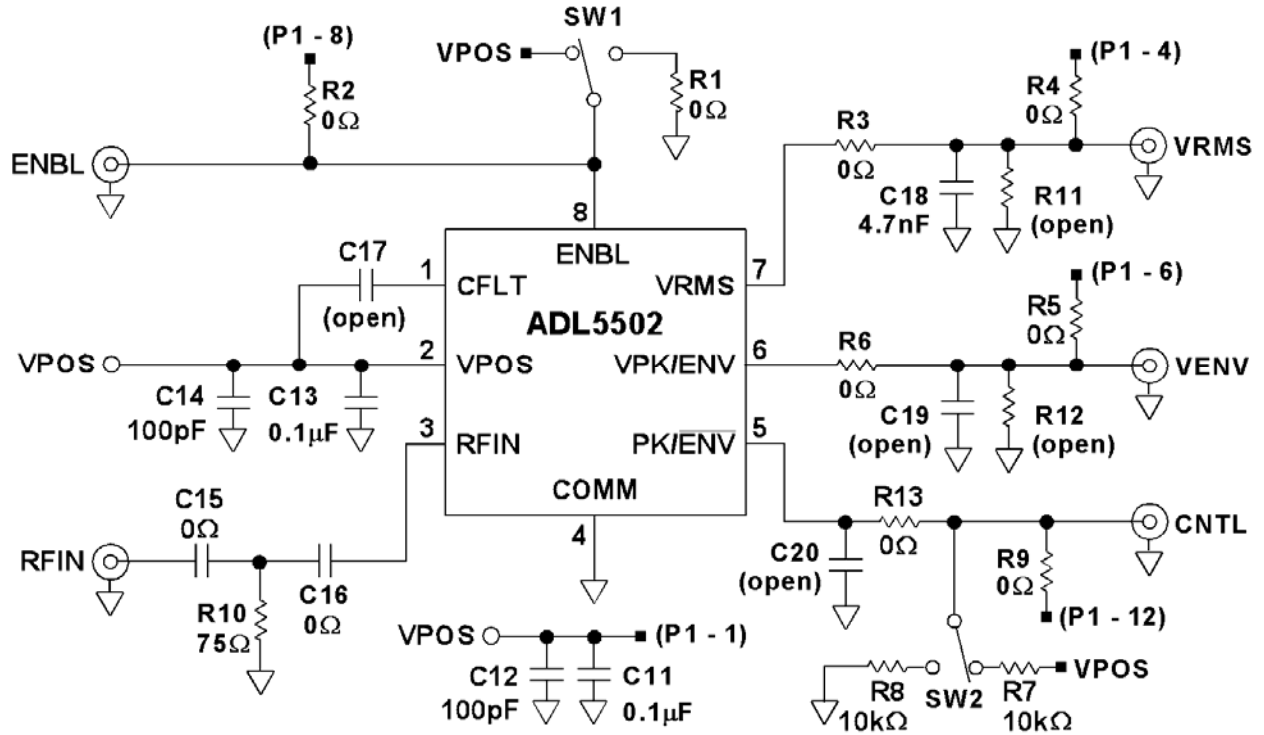 SW1
(P1 - 8)
VPOS
R2
0Ω
R1
0Ω
ENBL
(P1 - 4)
R4
0Ω
R3
0Ω
VRMS
C18
4.7nF
R11
(open)
8
ENBL
C17
(open)
1
CFLT
VRMS
7
ADL5502
(P1 - 6)
R5
0Ω
VPOS
2
VPOS
VPK/ENV
6
R6
0Ω
VENV
C14
100pF
C13
0.1μF
C19
(open)
R12
(open)
3
RFIN
PK/ENV
5
COMM
4
C15
0Ω
RFIN
R10
75Ω
C16
0Ω
R13
0Ω
CNTL
C20
(open)
R9
0Ω
(P1 - 12)
VPOS
(P1 - 1)
C12
100pF
C11
0.1μF
R8
10kΩ
SW2
R7
10kΩ
VPOS